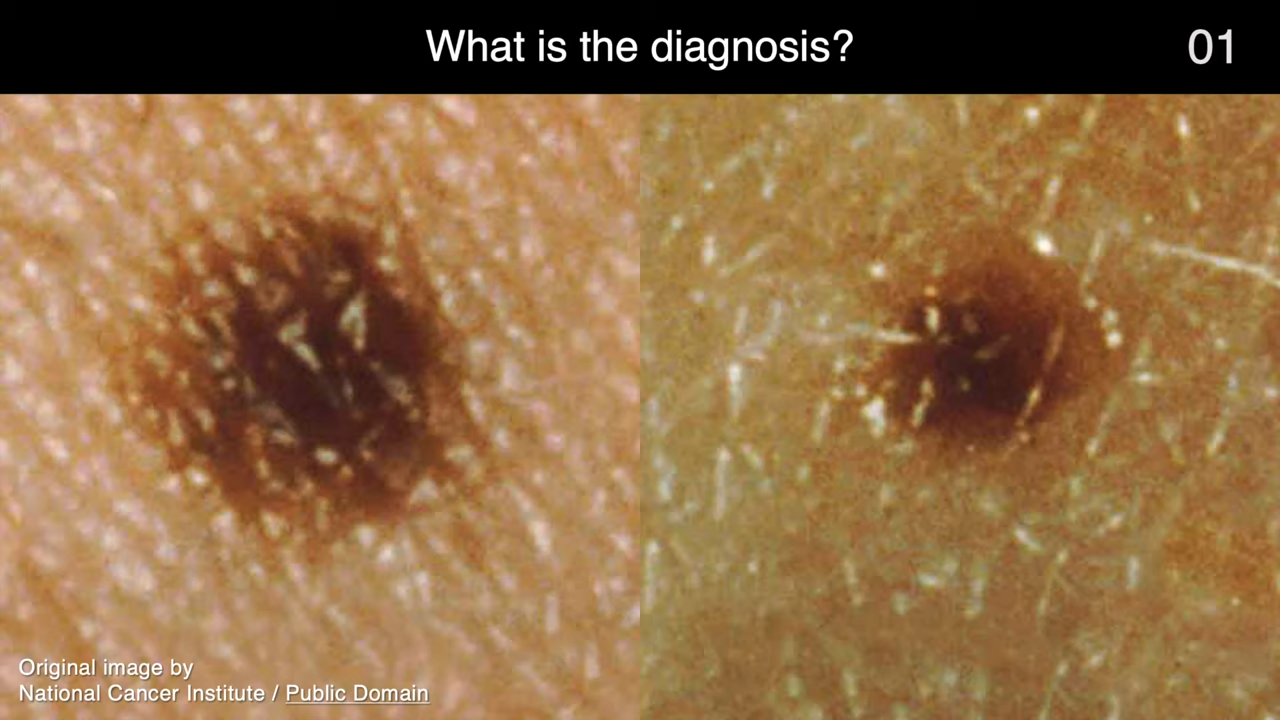 What is the diagnosis?
01
Original image by
National Cancer Institute / Public Domain